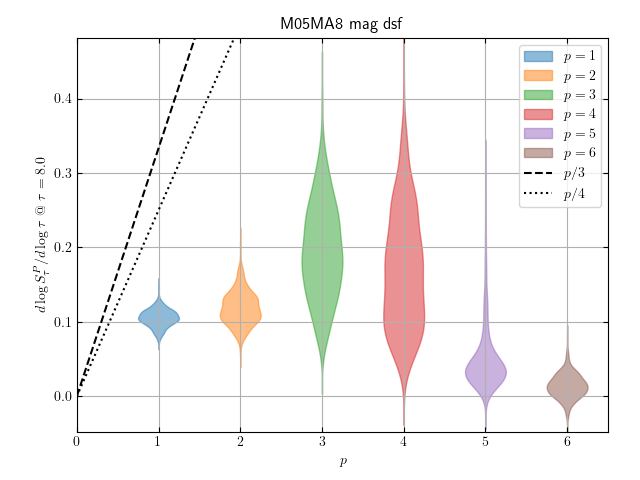 M05MA8 mag dsf
d log S_τ^P / d log τ @ τ = 8.0
0.4
0.3
0.2
0.1
0.0
0 1 2 3 4 5 6
p
p = 1
p = 2
p = 3
p = 4
p = 5
p = 6
p/3
p/4